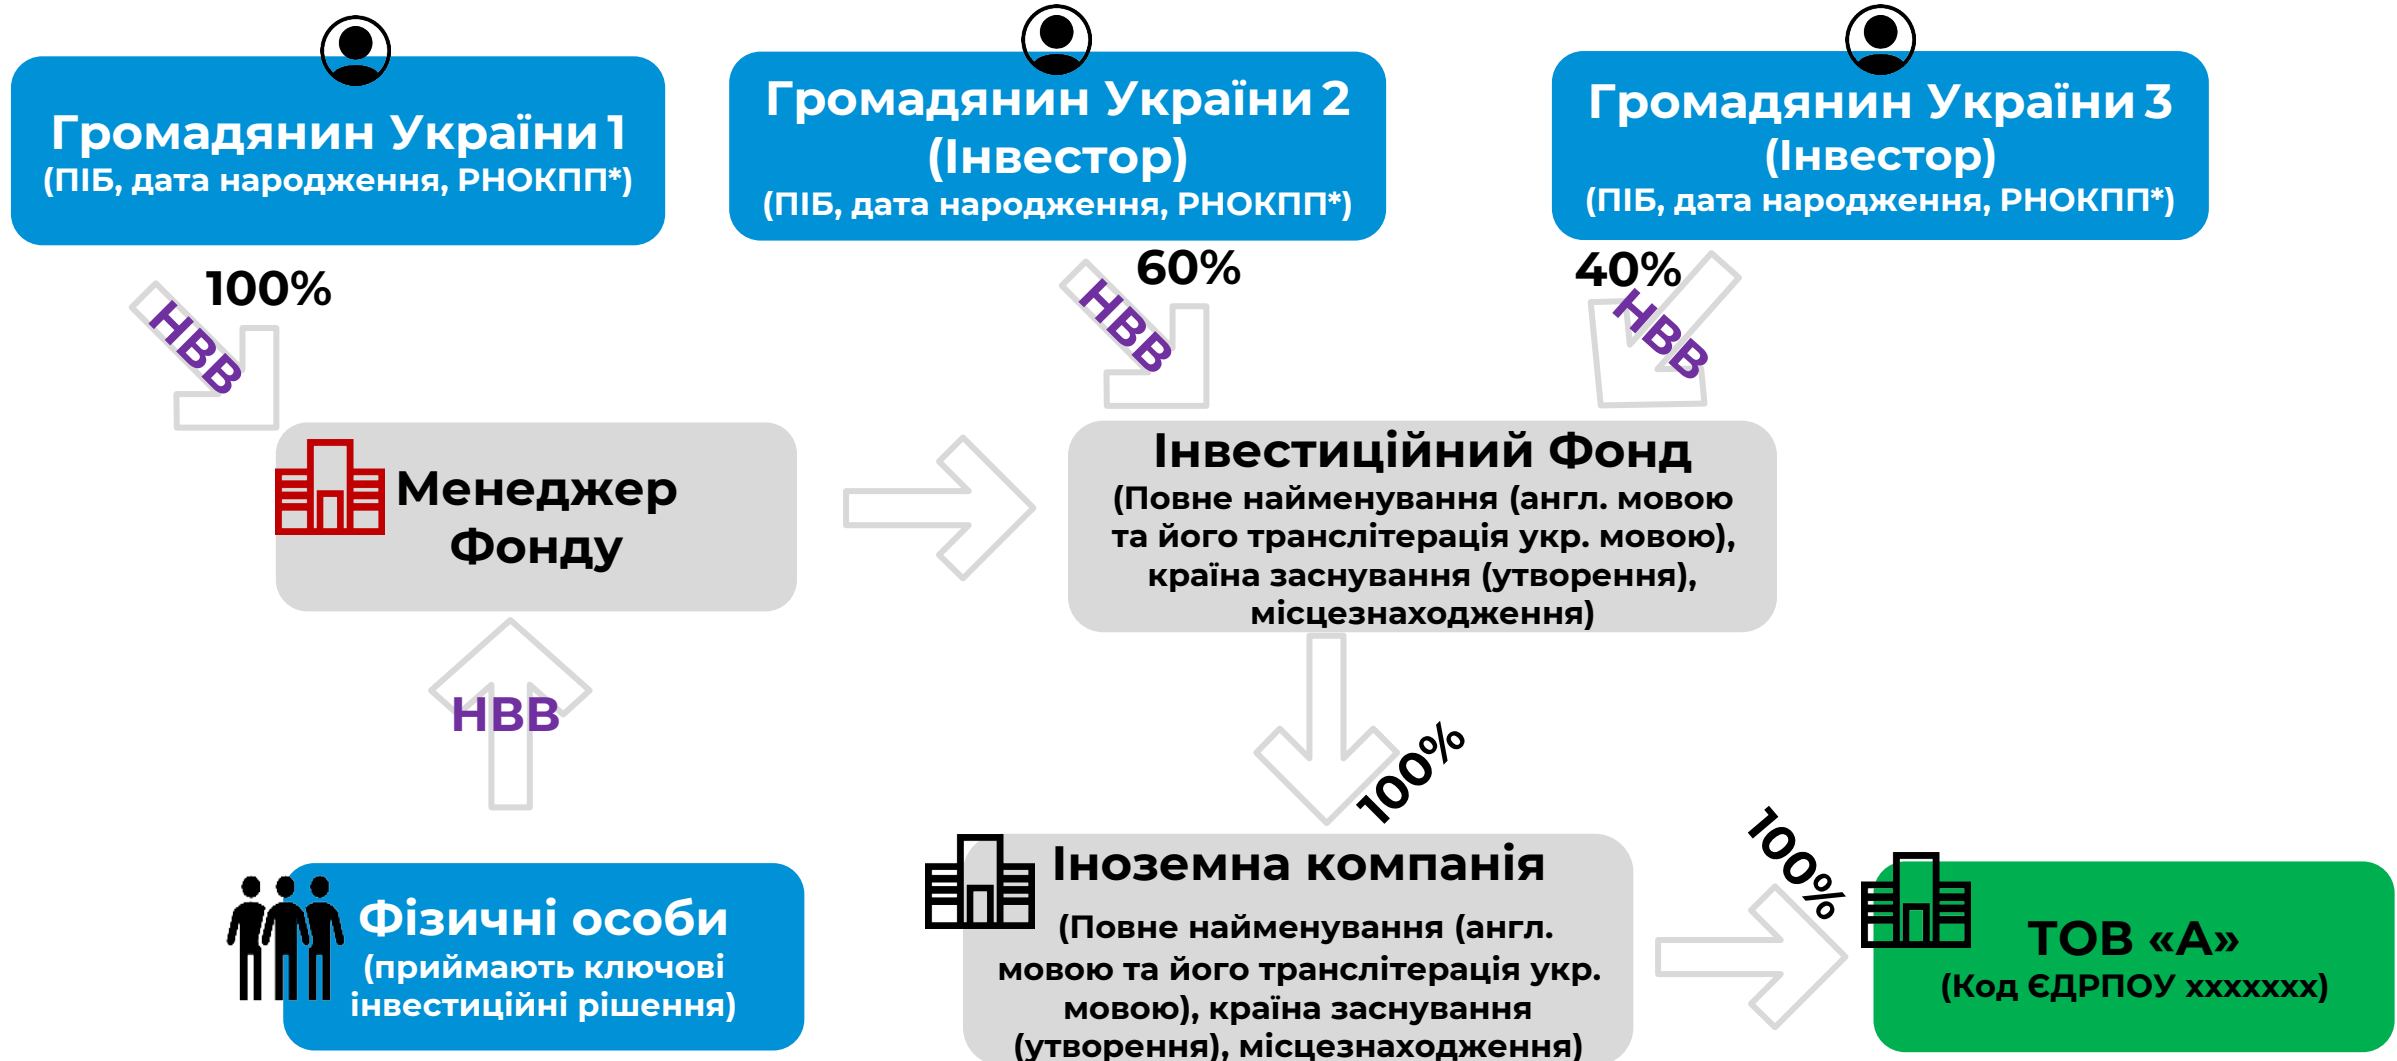 Громадянин України 1
(ПІБ, дата народження, РНОКПП*)
Громадянин України 2
(Інвестор)
(ПІБ, дата народження, РНОКПП*)
Громадянин України 3
(Інвестор)
(ПІБ, дата народження, РНОКПП*)
100%
НВВ
60%
НВВ
40%
НВВ
Менеджер
Фонду
Інвестиційний Фонд
(Повне найменування (англ. мовою
та його транслітерація укр. мовою),
країна заснування (утворення),
місцезнаходження)
НВВ
100%
Фізичні особи
(приймають ключові
інвестиційні рішення)
Іноземна компанія
(Повне найменування (англ.
мовою та його транслітерація укр.
мовою), країна заснування
(утворення), місцезнаходження)
100%
ТОВ «А»
(Код ЄДРПОУ ххххххх)